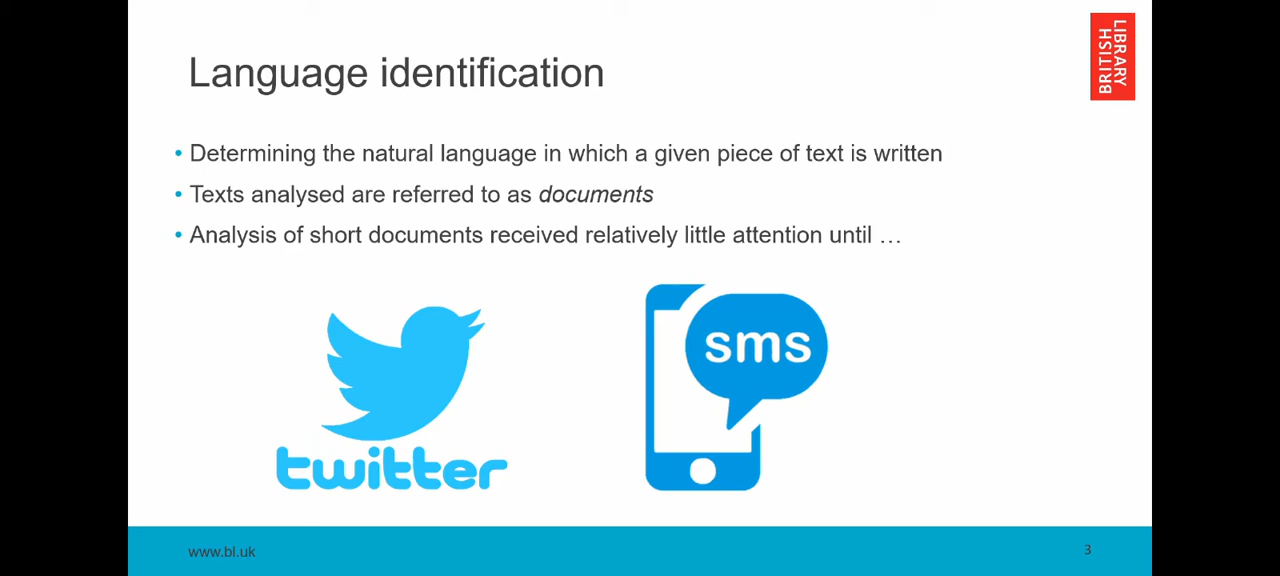 Language identification
LIBRARY
BRITISH
• Determining the natural language in which a given piece of text is written
• Texts analysed are referred to as documents
• Analysis of short documents received relatively little attention until …
twitter
sms
www.bl.uk
3